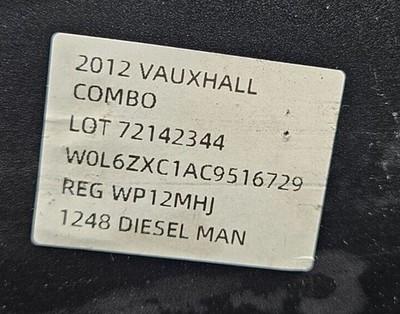 2012 VAUXHALL
COMBO
LOT 72142344
W0L6ZXC1AC9516729
REG WP12MHJ
1248 DIESEL MAN